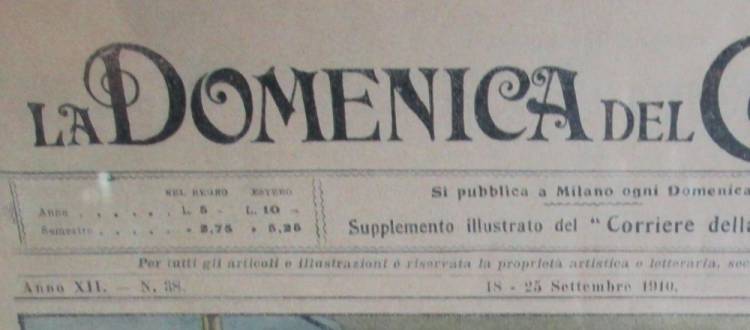 LA DOMENICA DEL C
NEL REGNO ESTERO
Anno . . . . . . L. 5 - L. 10 -
Semestre . . . . . » 2,75 » 5,25
Si pubblica a Milano ogni Domenica
Supplemento illustrato del "Corriere della
Per tutti gli articoli e illustrazioni è riservata la proprietà artistica e letteraria, sec
Anno XII. — N. 38. 18 - 25 Settembre 1910.